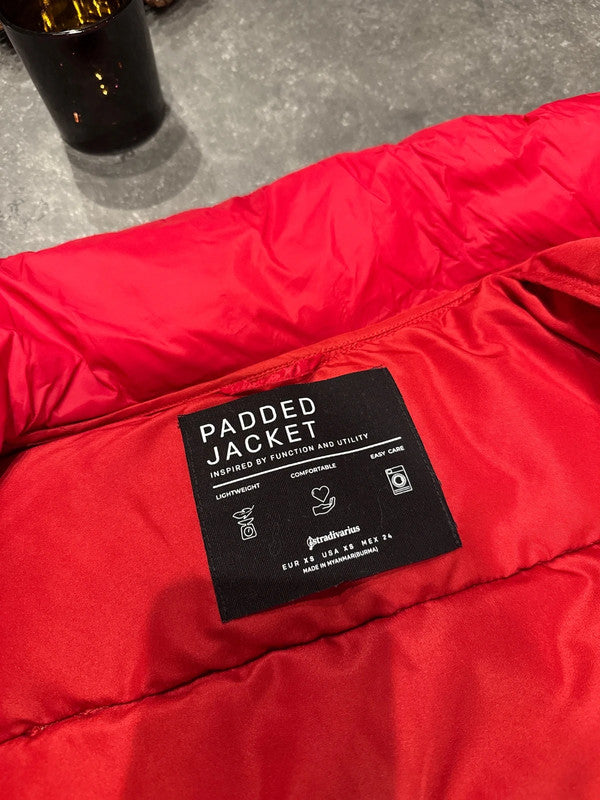 PADDED
JACKET
INSPIRED BY FUNCTION AND UTILITY
LIGHTWEIGHT COMFORTABLE EASY CARE
stradivarius
EUR XS USA XS MEX 24
MADE IN MYANMAR(BURMA)